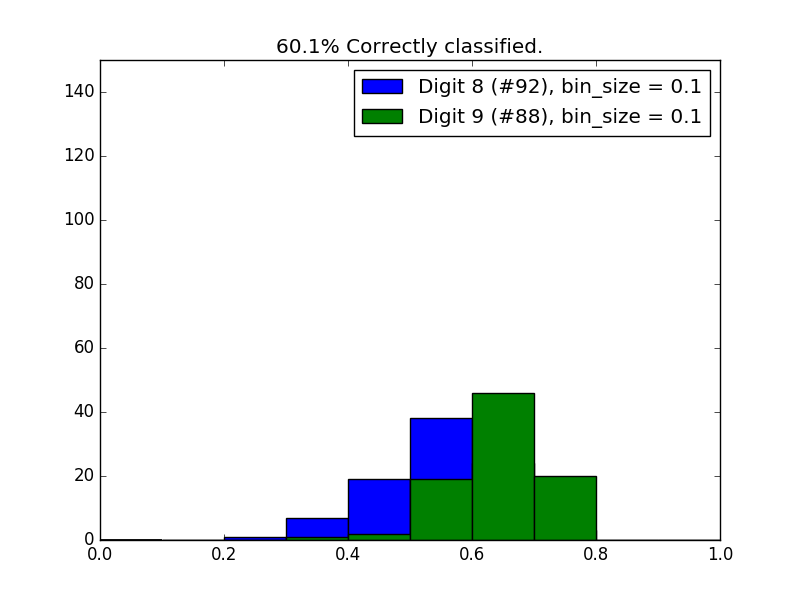 60.1% Correctly classified.
Digit 8 (#92), bin_size = 0.1
Digit 9 (#88), bin_size = 0.1
140
120
100
80
60
40
20
0
0.0 0.2 0.4 0.6 0.8 1.0